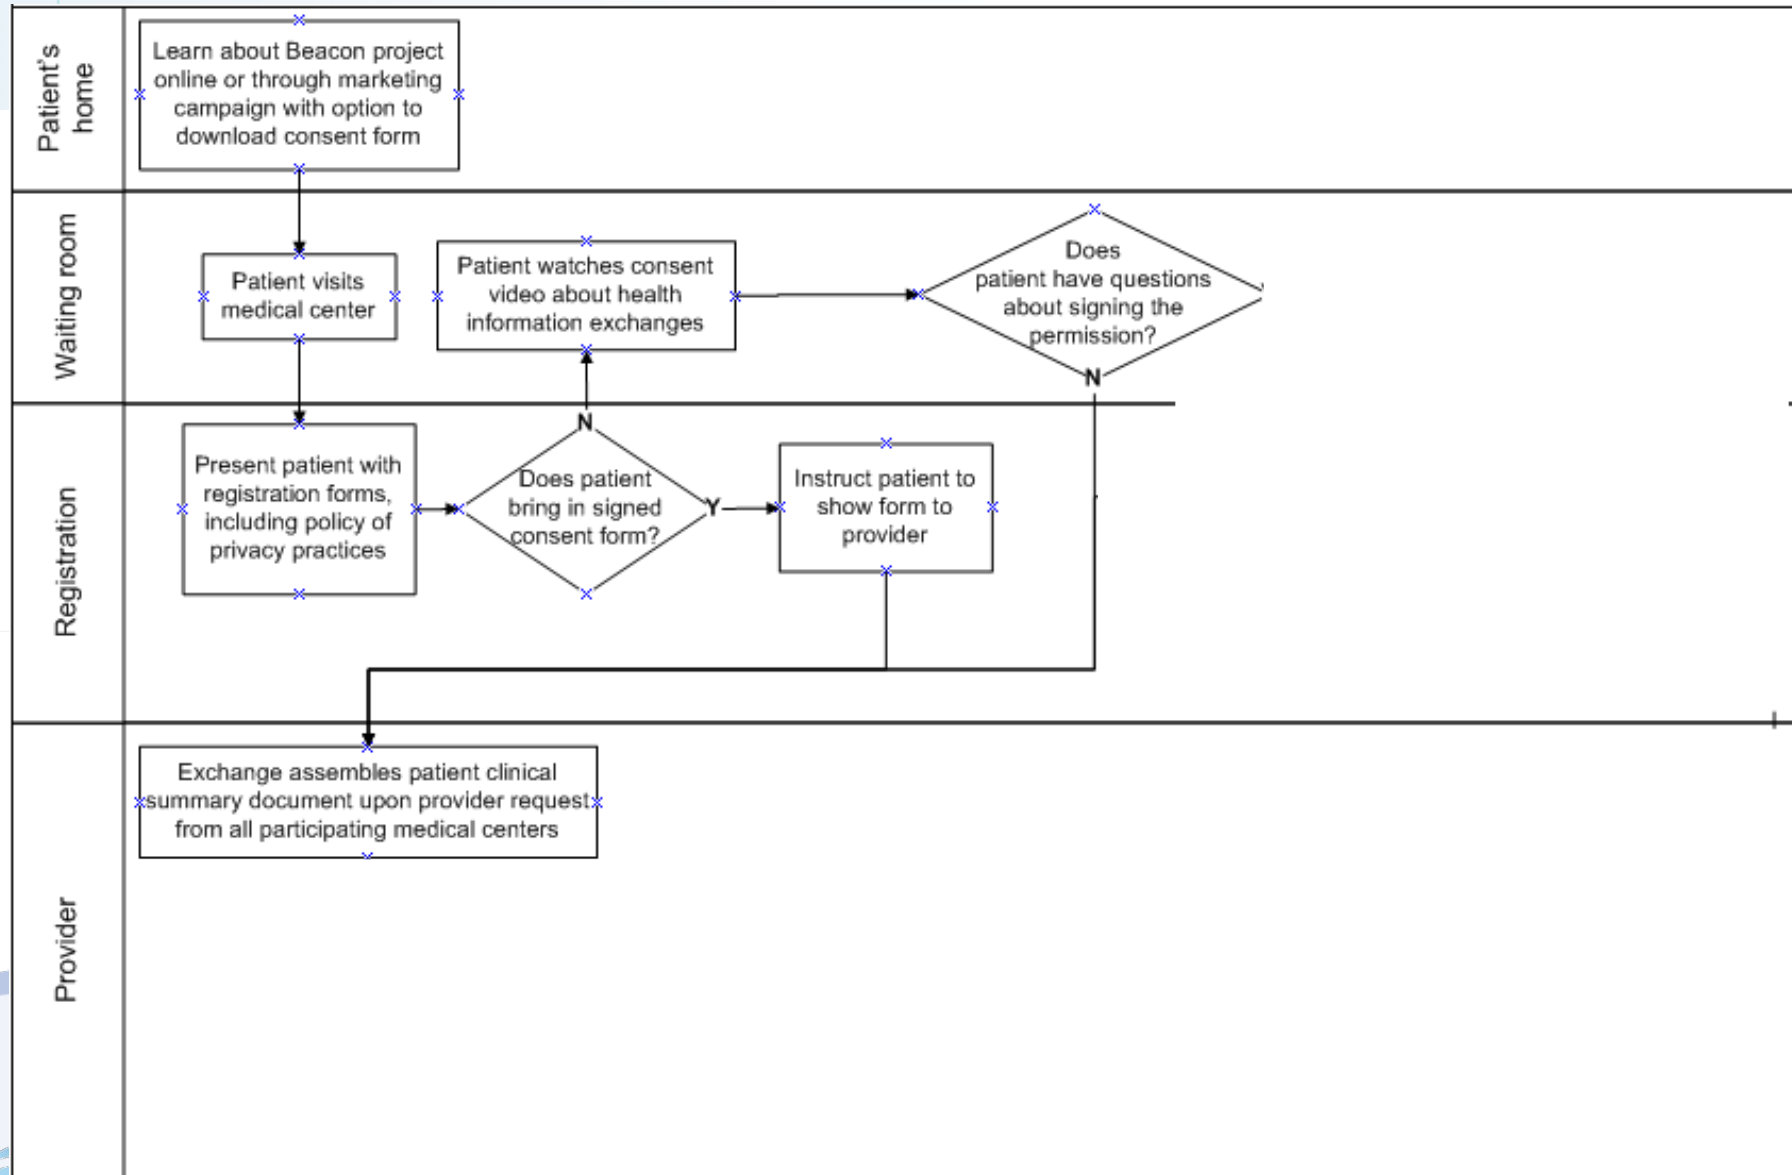 Patient's
home
Learn about Beacon project
online or through marketing
campaign with option to
download consent form
Waiting room
Patient visits
medical center
Patient watches consent
video about health
information exchanges
Does
patient have questions
about signing the
permission?
N
Registration
Present patient with
registration forms,
including policy of
privacy practices
N
Does patient
bring in signed
consent form?
Y
Instruct patient to
show form to
provider
Provider
Exchange assembles patient clinical
summary document upon provider request
from all participating medical centers